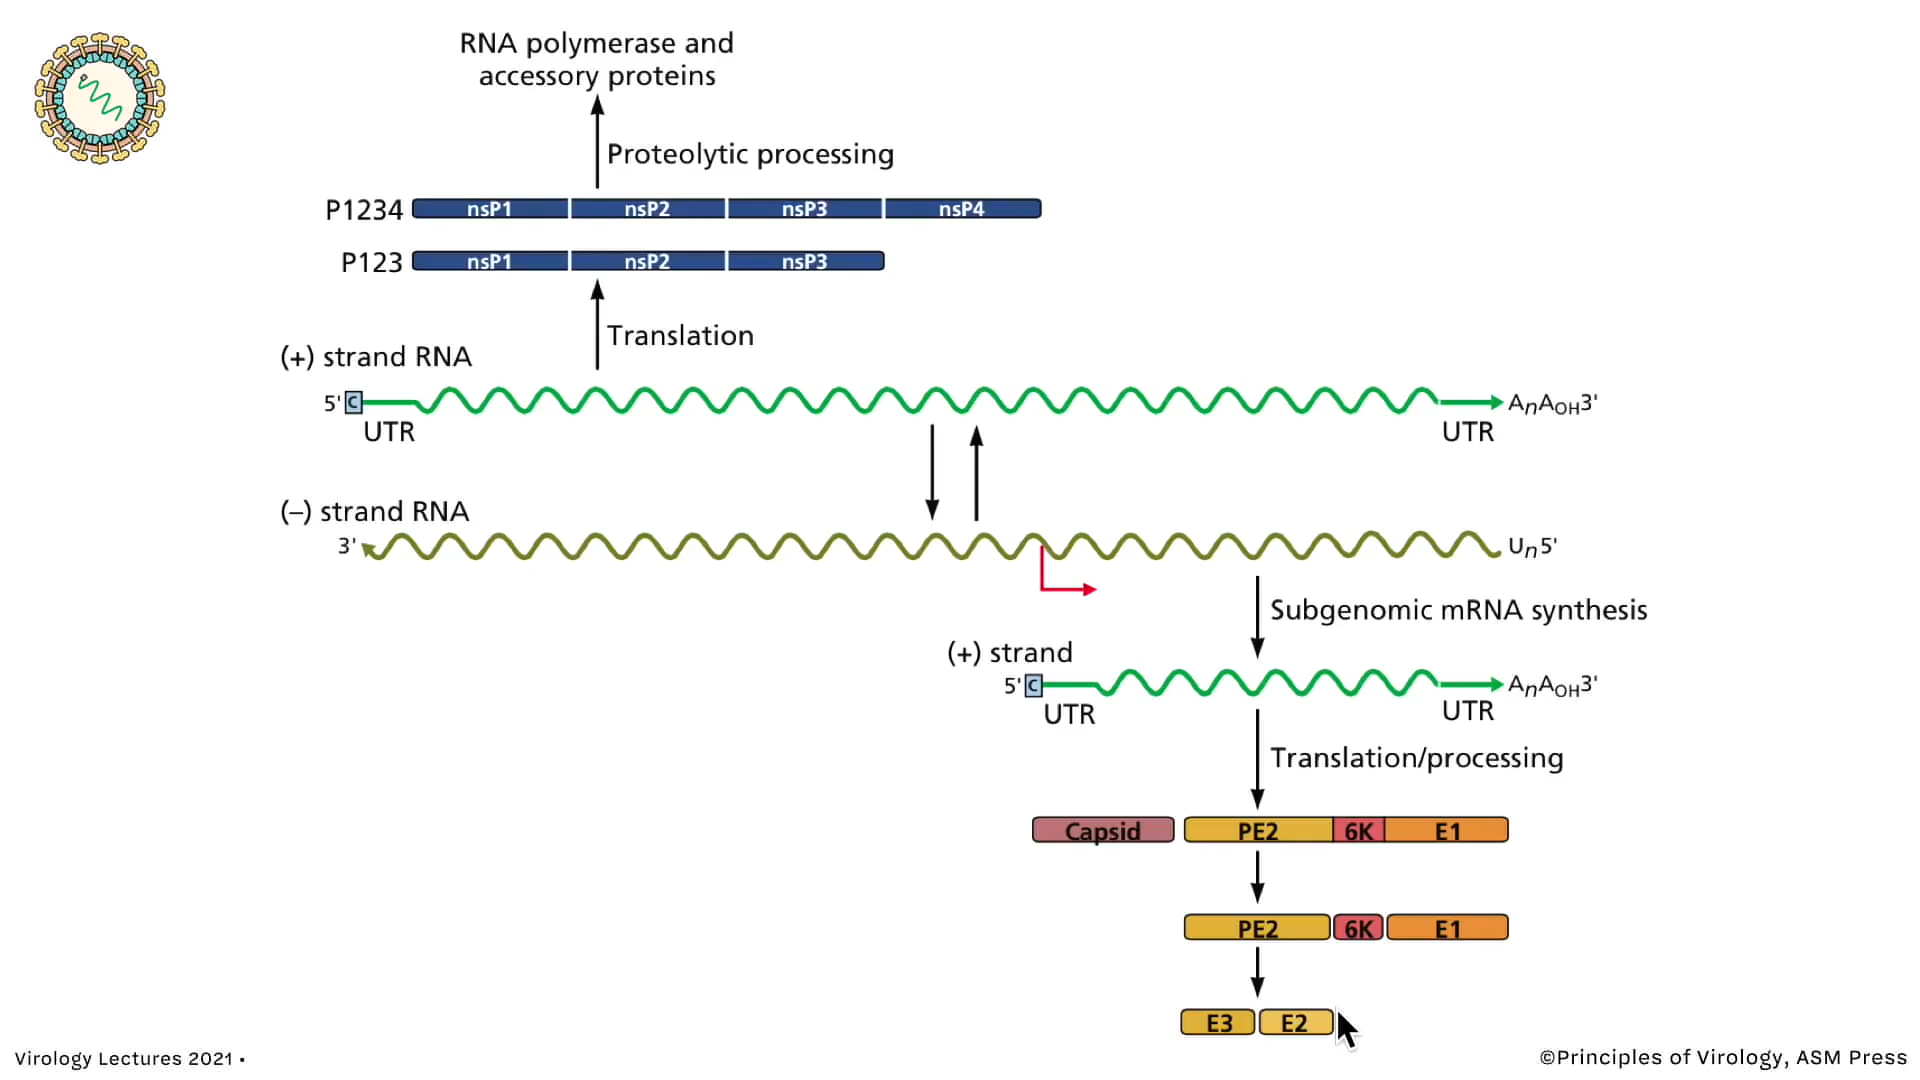 RNA polymerase and
accessory proteins
Proteolytic processing
P1234 nsP1 nsP2 nsP3 nsP4
P123 nsP1 nsP2 nsP3
Translation
(+) strand RNA
5' C AnAOH3'
UTR UTR
(–) strand RNA
3' Un5'
Subgenomic mRNA synthesis
(+) strand
5' C AnAOH3'
UTR UTR
Translation/processing
Capsid PE2 6K E1
PE2 6K E1
E3 E2
Virology Lectures 2021 •
©Principles of Virology, ASM Press